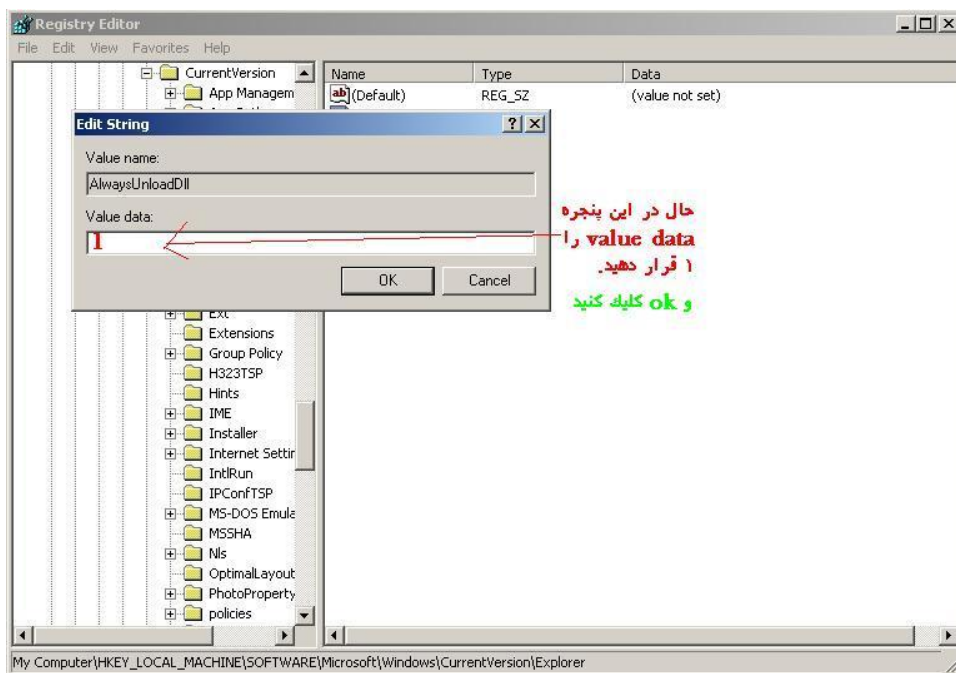 Registry Editor
File Edit View Favorites Help
CurrentVersion
App Managem
Name Type Data
(Default) REG_SZ (value not set)
Edit String
Value name:
AlwaysUnloadDll
Value data:
1
OK Cancel
حال در این پنجره
value data را
۱ قرار دهید.
و ok کلیك کنید
Ext
Extensions
Group Policy
H323TSP
Hints
IME
Installer
Internet Settir
IntlRun
IPConfTSP
MS-DOS Emula
MSSHA
Nls
OptimalLayout
PhotoProperty
policies
My Computer\HKEY_LOCAL_MACHINE\SOFTWARE\Microsoft\Windows\CurrentVersion\Explorer